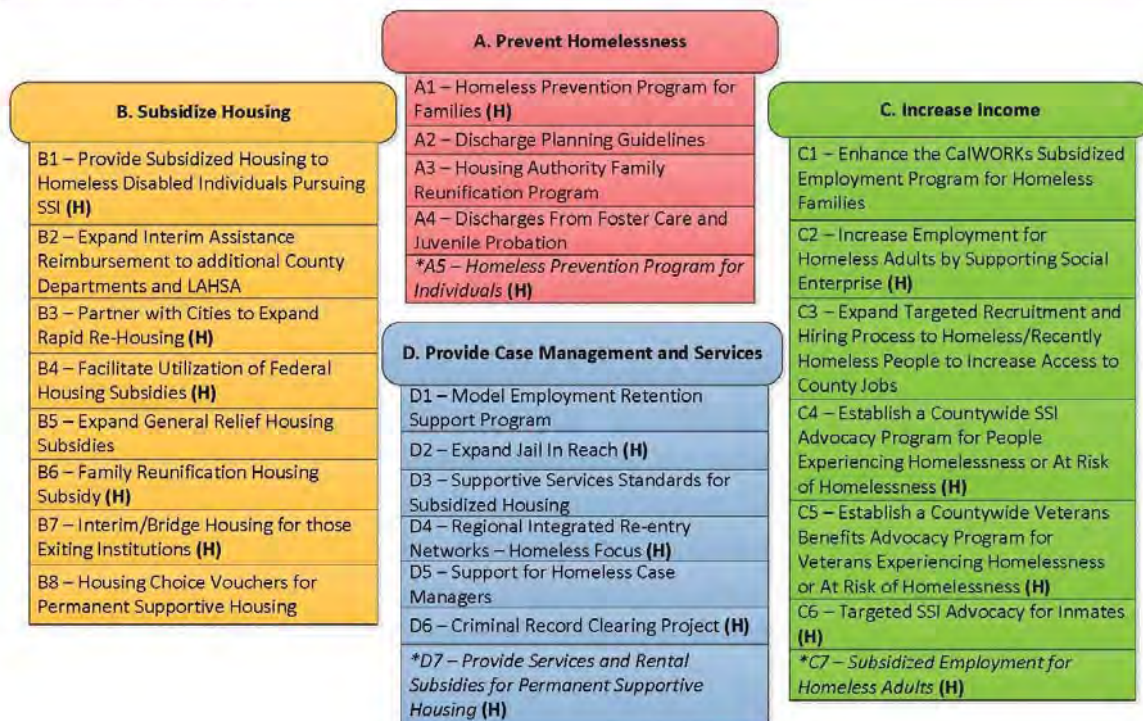 A. Prevent Homelessness
A1 – Homeless Prevention Program for
Families (H)
A2 – Discharge Planning Guidelines
A3 – Housing Authority Family
Reunification Program
A4 – Discharges From Foster Care and
Juvenile Probation
*A5 – Homeless Prevention Program for
Individuals (H)
B. Subsidize Housing
B1 – Provide Subsidized Housing to
Homeless Disabled Individuals Pursuing
SSI (H)
B2 – Expand Interim Assistance
Reimbursement to additional County
Departments and LAHSA
B3 – Partner with Cities to Expand
Rapid Re-Housing (H)
B4 – Facilitate Utilization of Federal
Housing Subsidies (H)
B5 – Expand General Relief Housing
Subsidies
B6 – Family Reunification Housing
Subsidy (H)
B7 – Interim/Bridge Housing for those
Exiting Institutions (H)
B8 – Housing Choice Vouchers for
Permanent Supportive Housing
D. Provide Case Management and Services
D1 – Model Employment Retention
Support Program
D2 – Expand Jail In Reach (H)
D3 – Supportive Services Standards for
Subsidized Housing
D4 – Regional Integrated Re-entry
Networks – Homeless Focus (H)
D5 – Support for Homeless Case
Managers
D6 – Criminal Record Clearing Project (H)
*D7 – Provide Services and Rental
Subsidies for Permanent Supportive
Housing (H)
C. Increase Income
C1 – Enhance the CalWORKs Subsidized
Employment Program for Homeless
Families
C2 – Increase Employment for
Homeless Adults by Supporting Social
Enterprise (H)
C3 – Expand Targeted Recruitment and
Hiring Process to Homeless/Recently
Homeless People to Increase Access to
County Jobs
C4 – Establish a Countywide SSI
Advocacy Program for People
Experiencing Homelessness or At Risk
of Homelessness (H)
C5 – Establish a Countywide Veterans
Benefits Advocacy Program for
Veterans Experiencing Homelessness
or At Risk of Homelessness (H)
C6 – Targeted SSI Advocacy for Inmates
(H)
*C7 – Subsidized Employment for
Homeless Adults (H)